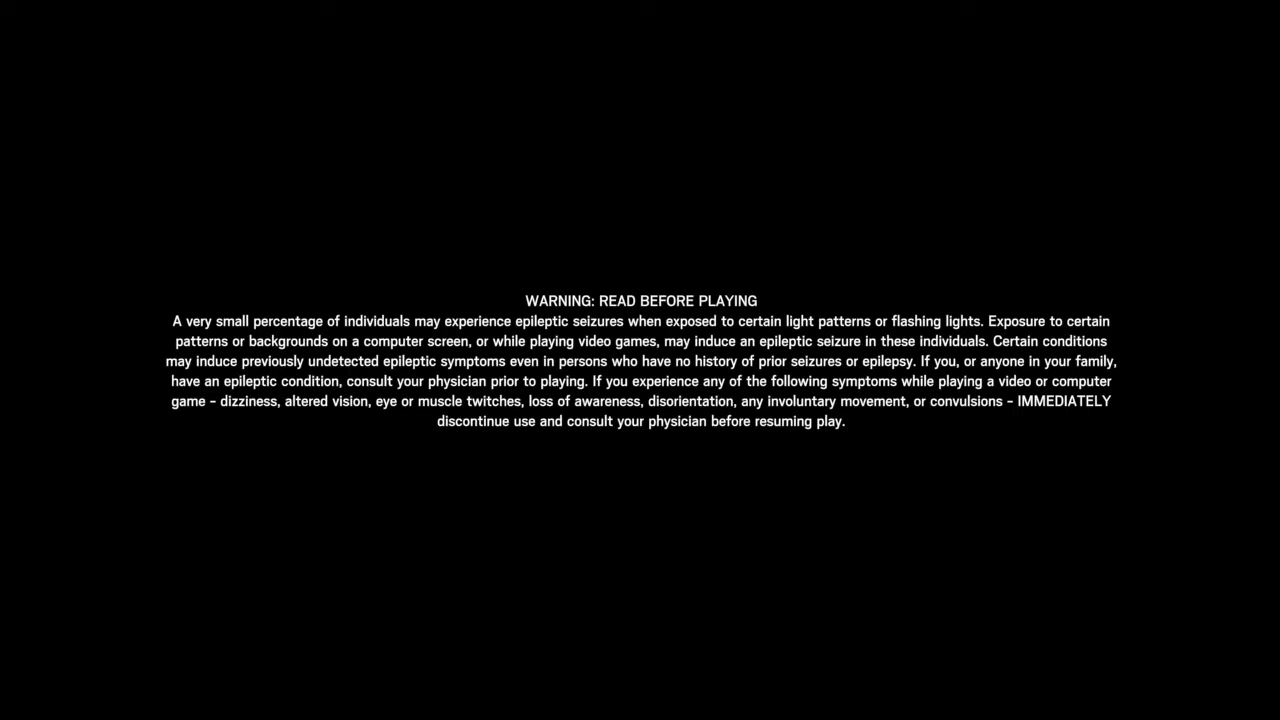 WARNING: READ BEFORE PLAYING
A very small percentage of individuals may experience epileptic seizures when exposed to certain light patterns or flashing lights. Exposure to certain
patterns or backgrounds on a computer screen, or while playing video games, may induce an epileptic seizure in these individuals. Certain conditions
may induce previously undetected epileptic symptoms even in persons who have no history of prior seizures or epilepsy. If you, or anyone in your family,
have an epileptic condition, consult your physician prior to playing. If you experience any of the following symptoms while playing a video or computer
game - dizziness, altered vision, eye or muscle twitches, loss of awareness, disorientation, any involuntary movement, or convulsions - IMMEDIATELY
discontinue use and consult your physician before resuming play.